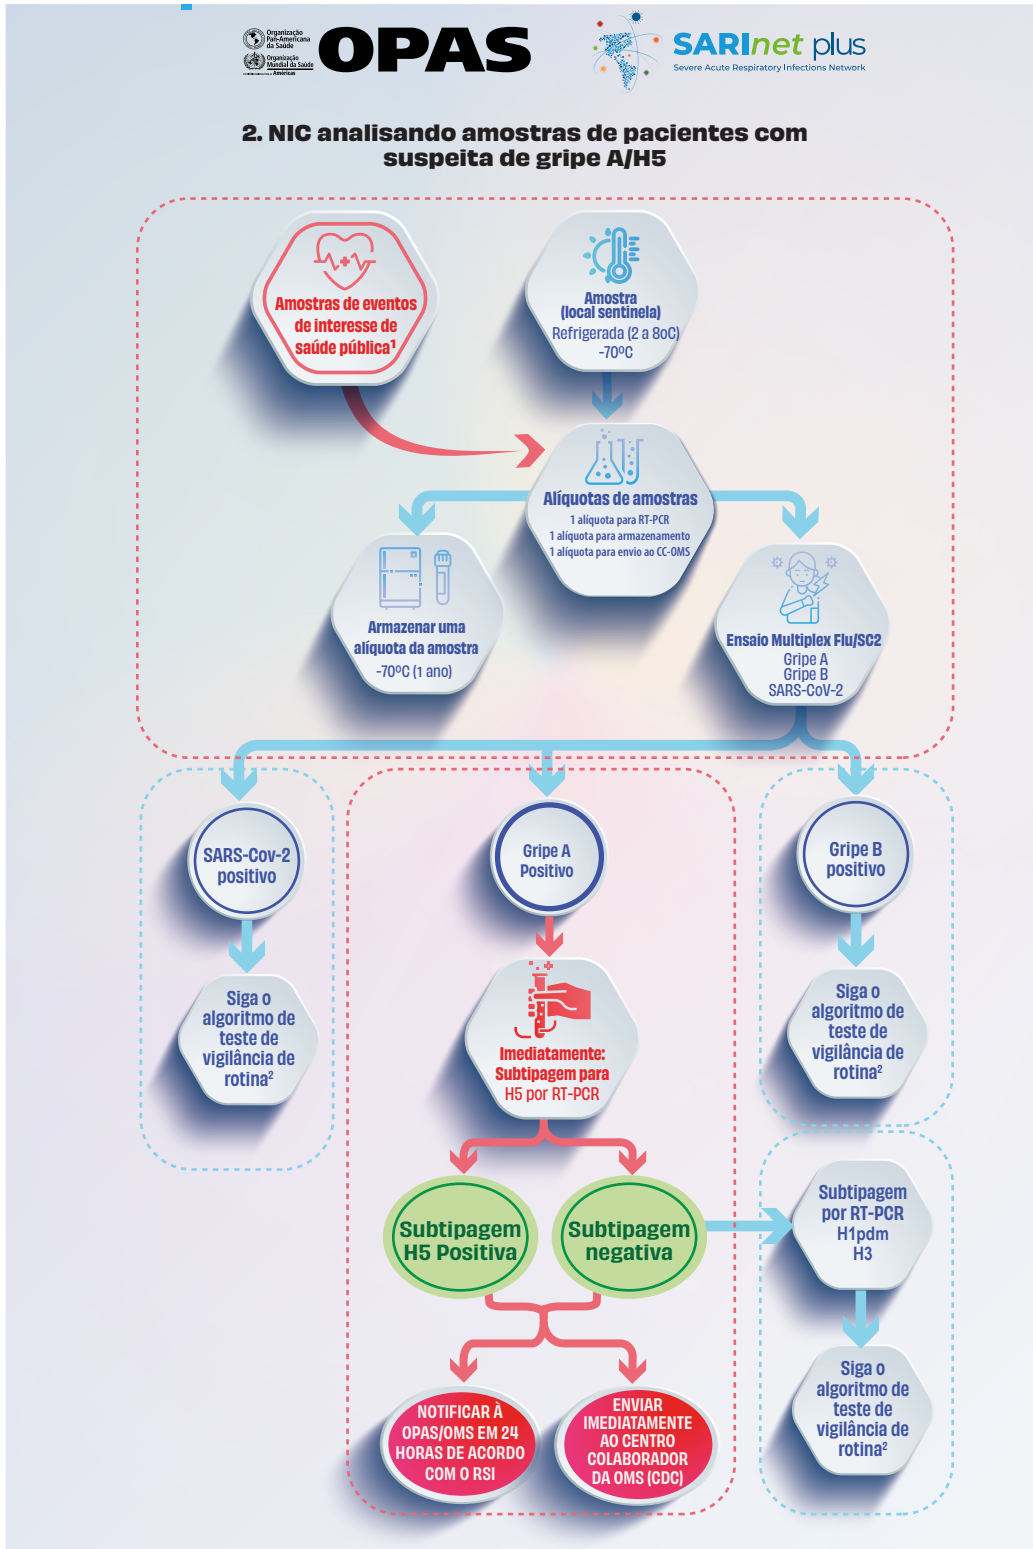 Organização
Pan-Americana
da Saúde
Organização
Mundial da Saúde
Américas
OPAS
SARInet plus
Severe Acute Respiratory Infections Network
2. NIC analisando amostras de pacientes com
suspeita de gripe A/H5
Amostras de eventos
de interesse de
saúde pública¹
Amostra
(local sentinela)
Refrigerada (2 a 8oC)
-70ºC
Alíquotas de amostras
1 alíquota para RT-PCR
1 alíquota para armazenamento
1 alíquota para envio ao CC-OMS
Armazenar uma
alíquota da amostra
-70ºC (1 ano)
Ensaio Multiplex Flu/SC2
Gripe A
Gripe B
SARS-CoV-2
SARS-Cov-2
positivo
Gripe A
Positivo
Gripe B
positivo
Siga o
algoritmo de
teste de
vigilância de
rotina²
Imediatamente:
Subtipagem para
H5 por RT-PCR
Siga o
algoritmo de
teste de
vigilância de
rotina²
Subtipagem
H5 Positiva
Subtipagem
negativa
Subtipagem
por RT-PCR
H1pdm
H3
NOTIFICAR À
OPAS/OMS EM 24
HORAS DE ACORDO
COM O RSI
ENVIAR
IMEDIATAMENTE
AO CENTRO
COLABORADOR
DA OMS (CDC)
Siga o
algoritmo de
teste de
vigilância de
rotina²